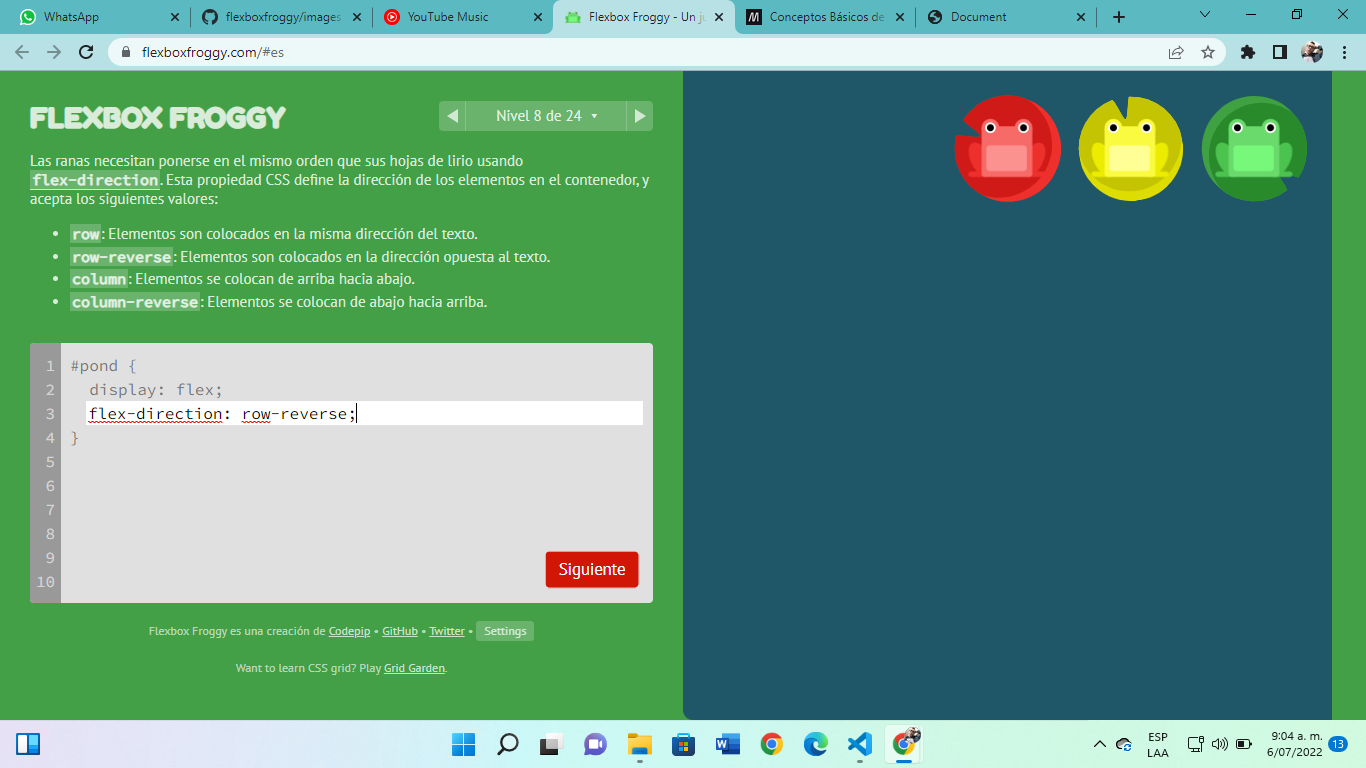 WhatsApp
flexboxfroggy/images
YouTube Music
Flexbox Froggy - Un ju
Conceptos Básicos de
Document
flexboxfroggy.com/#es
FLEXBOX FROGGY
Nivel 8 de 24
Las ranas necesitan ponerse en el mismo orden que sus hojas de lirio usando
flex-direction. Esta propiedad CSS define la dirección de los elementos en el contenedor, y
acepta los siguientes valores:
• row: Elementos son colocados en la misma dirección del texto.
• row-reverse: Elementos son colocados en la dirección opuesta al texto.
• column: Elementos se colocan de arriba hacia abajo.
• column-reverse: Elementos se colocan de abajo hacia arriba.
1 #pond {
2 display: flex;
3 flex-direction: row-reverse;
4 }
5
6
7
8
9
10
Siguiente
Flexbox Froggy es una creación de Codepip • GitHub • Twitter • Settings
Want to learn CSS grid? Play Grid Garden.
ESP
LAA
9:04 a. m.
6/07/2022
13